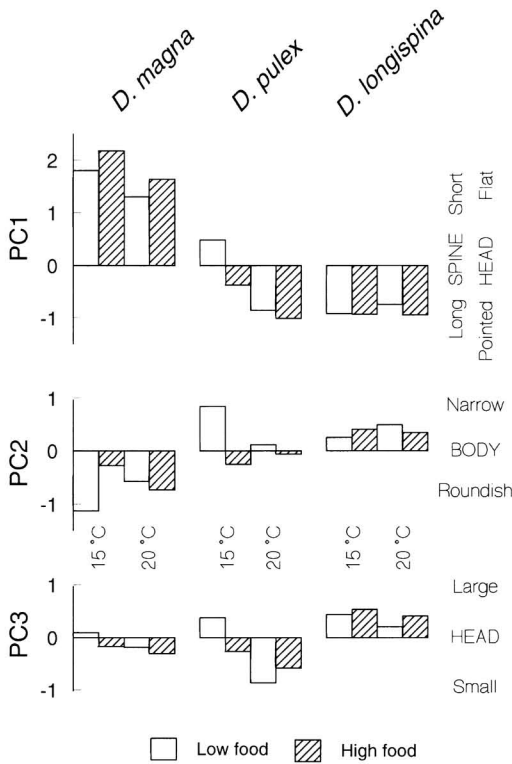 D. magna
D. pulex
D. longispina
PC1
2
1
0
-1
Short Flat
SPINE HEAD
Long Pointed
PC2
1
0
-1
Narrow
BODY
Roundish
15 °C
20 °C
15 °C
20 °C
15 °C
20 °C
PC3
1
0
-1
Large
HEAD
Small
Low food
High food